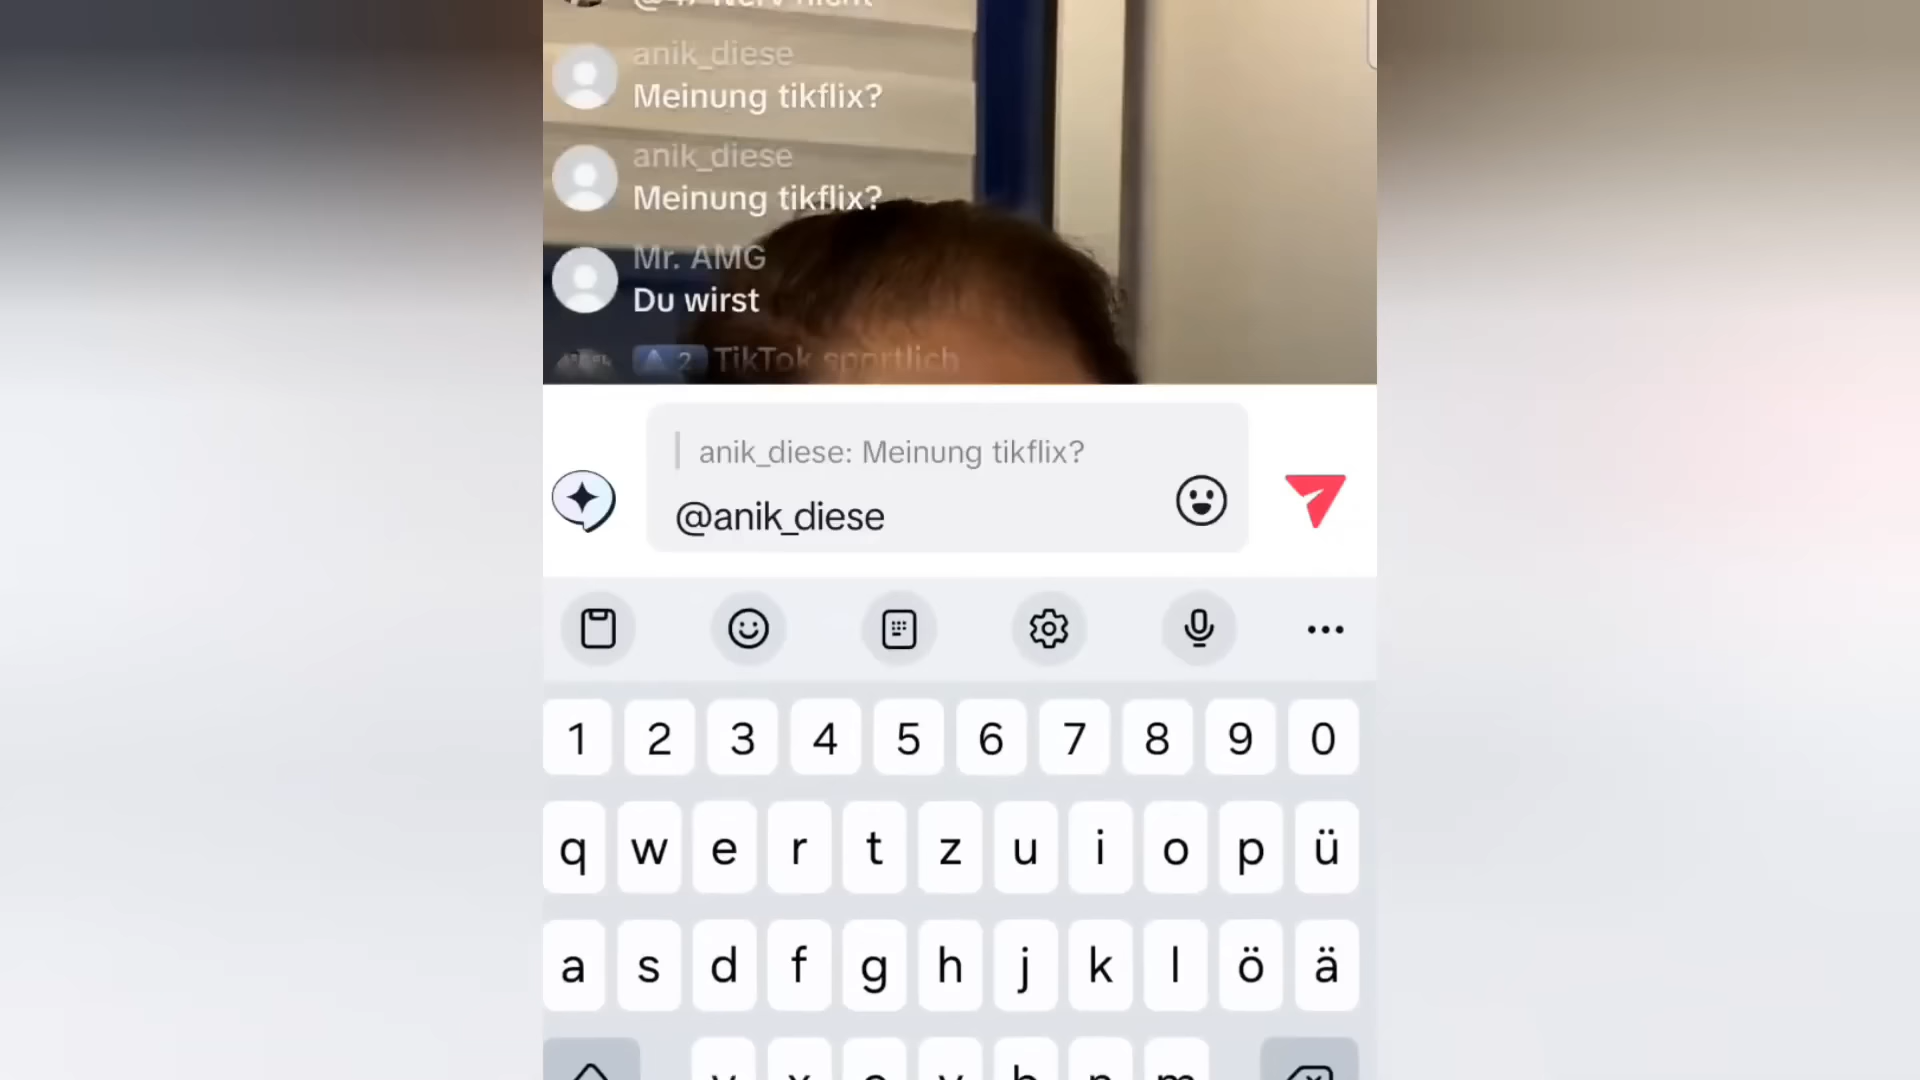 anik_diese
Meinung tikflix?
anik_diese
Meinung tikflix?
Mr. AMG
Du wirst
2 TikTok sportlich
anik_diese: Meinung tikflix?
@anik_diese
1 2 3 4 5 6 7 8 9 0
q w e r t z u i o p ü
a s d f g h j k l ö ä